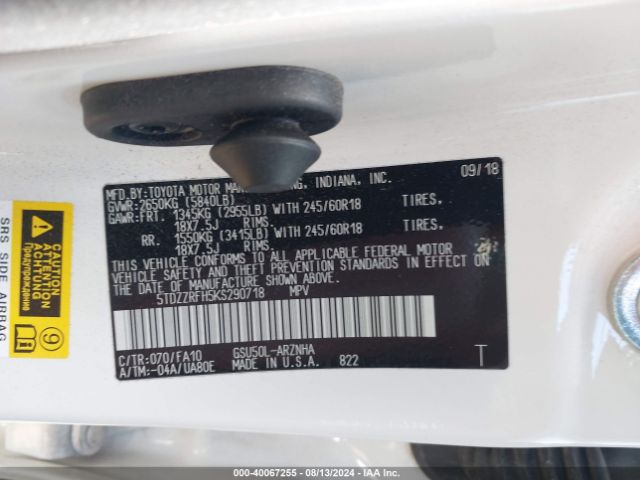 MFD.BY:TOYOTA MOTOR MAN NG, INDIANA, INC. 09/18
GVWR:2650KG (5840LB)
GAWR:FRT. 1345KG (2955LB) WITH 245/60R18 TIRES,
18X7.5J RIMS
RR. 1550KG (3415LB) WITH 245/60R18 TIRES,
18X7.5J RIMS
THIS VEHICLE CONFORMS TO ALL APPLICABLE FEDERAL MOTOR
VEHICLE SAFETY AND THEFT PREVENTION STANDARDS IN EFFECT
ON THE DATE OF MANUFACTURE SHOWN ABOVE.
5TDZZRFH5KS290718 MPV
C/TR:070/FA10 GSU50L-ARZNHA T
A/TM:-04A/UA80E MADE IN U.S.A. 822
SRS SIDE AIRBAG
CAUTION
ATTENTION
ACHTUNG
Предупреждение
9
000-40067255 - 08/13/2024 - IAA Inc.